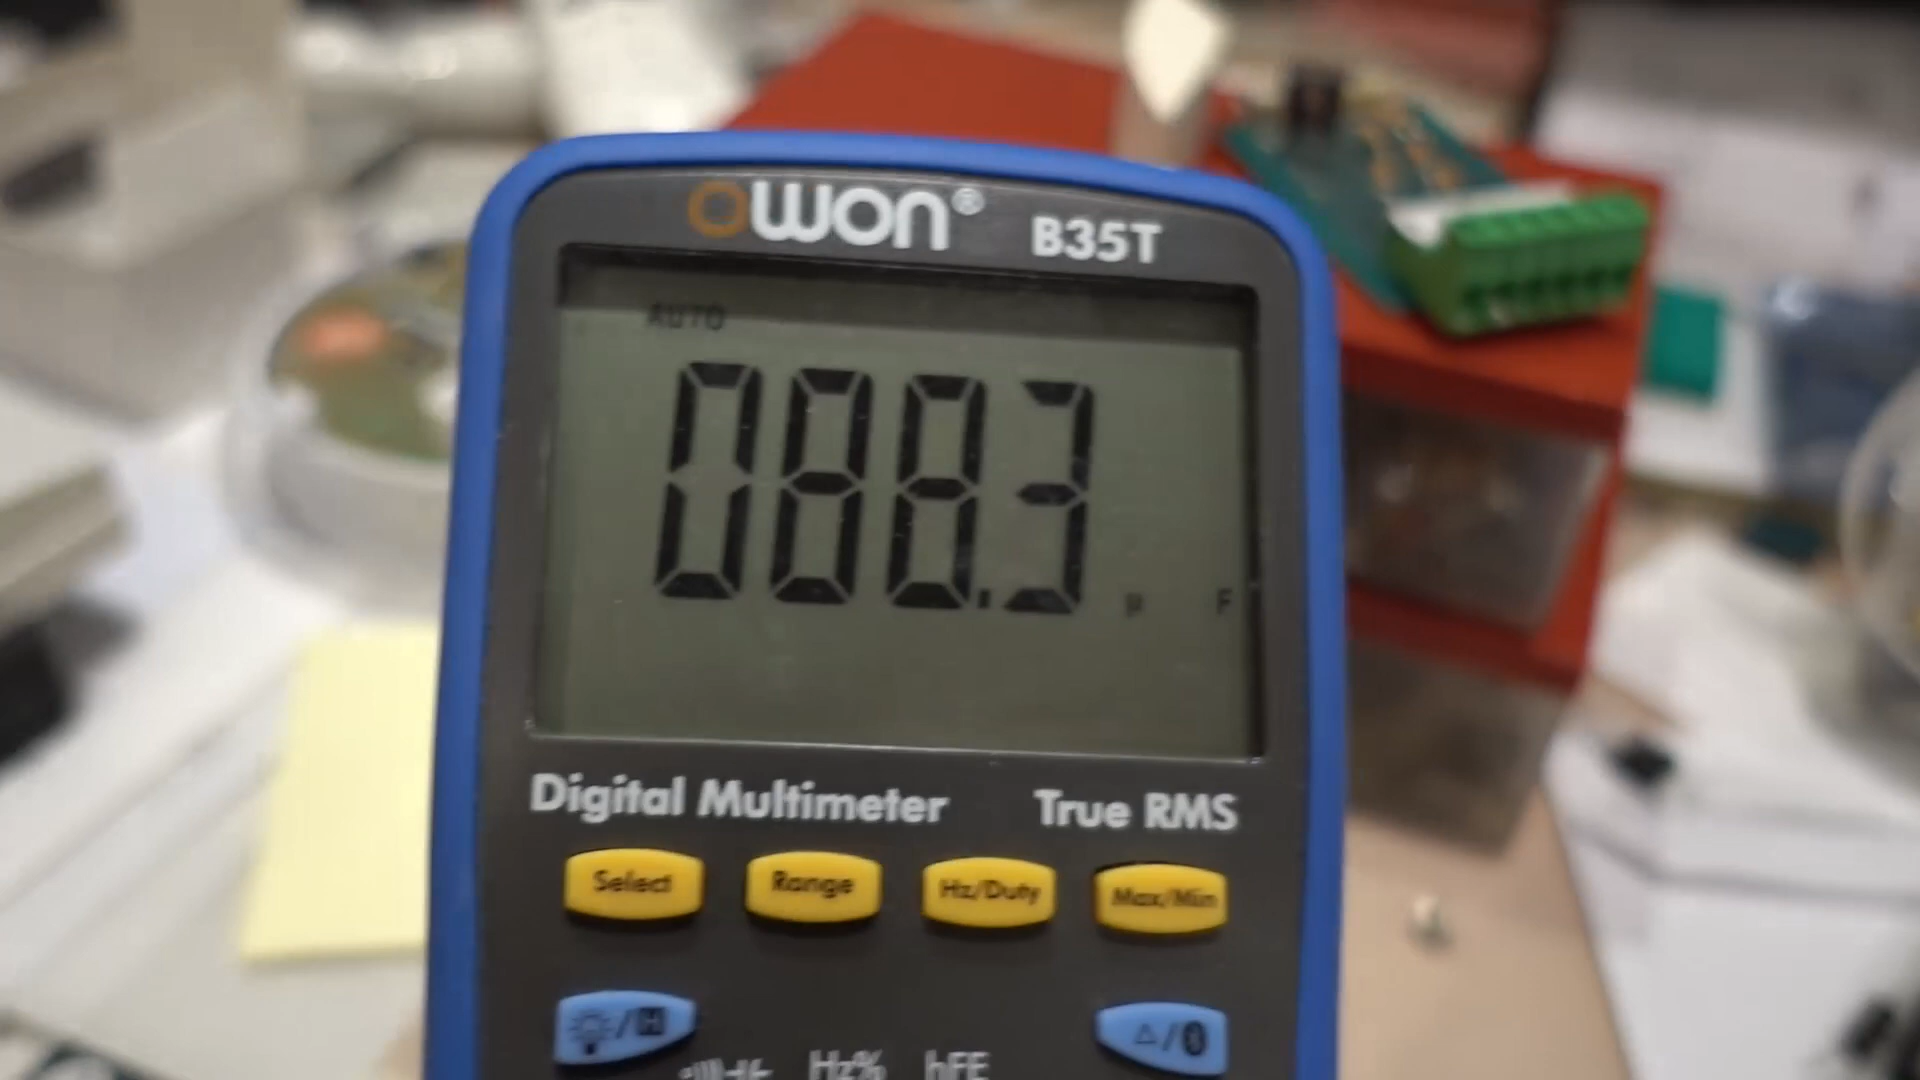 OWON® B35T
AUTO
088.3 µ F
Digital Multimeter True RMS
Select Range Hz/Duty Max/Min
/H △/
Hz% hFE